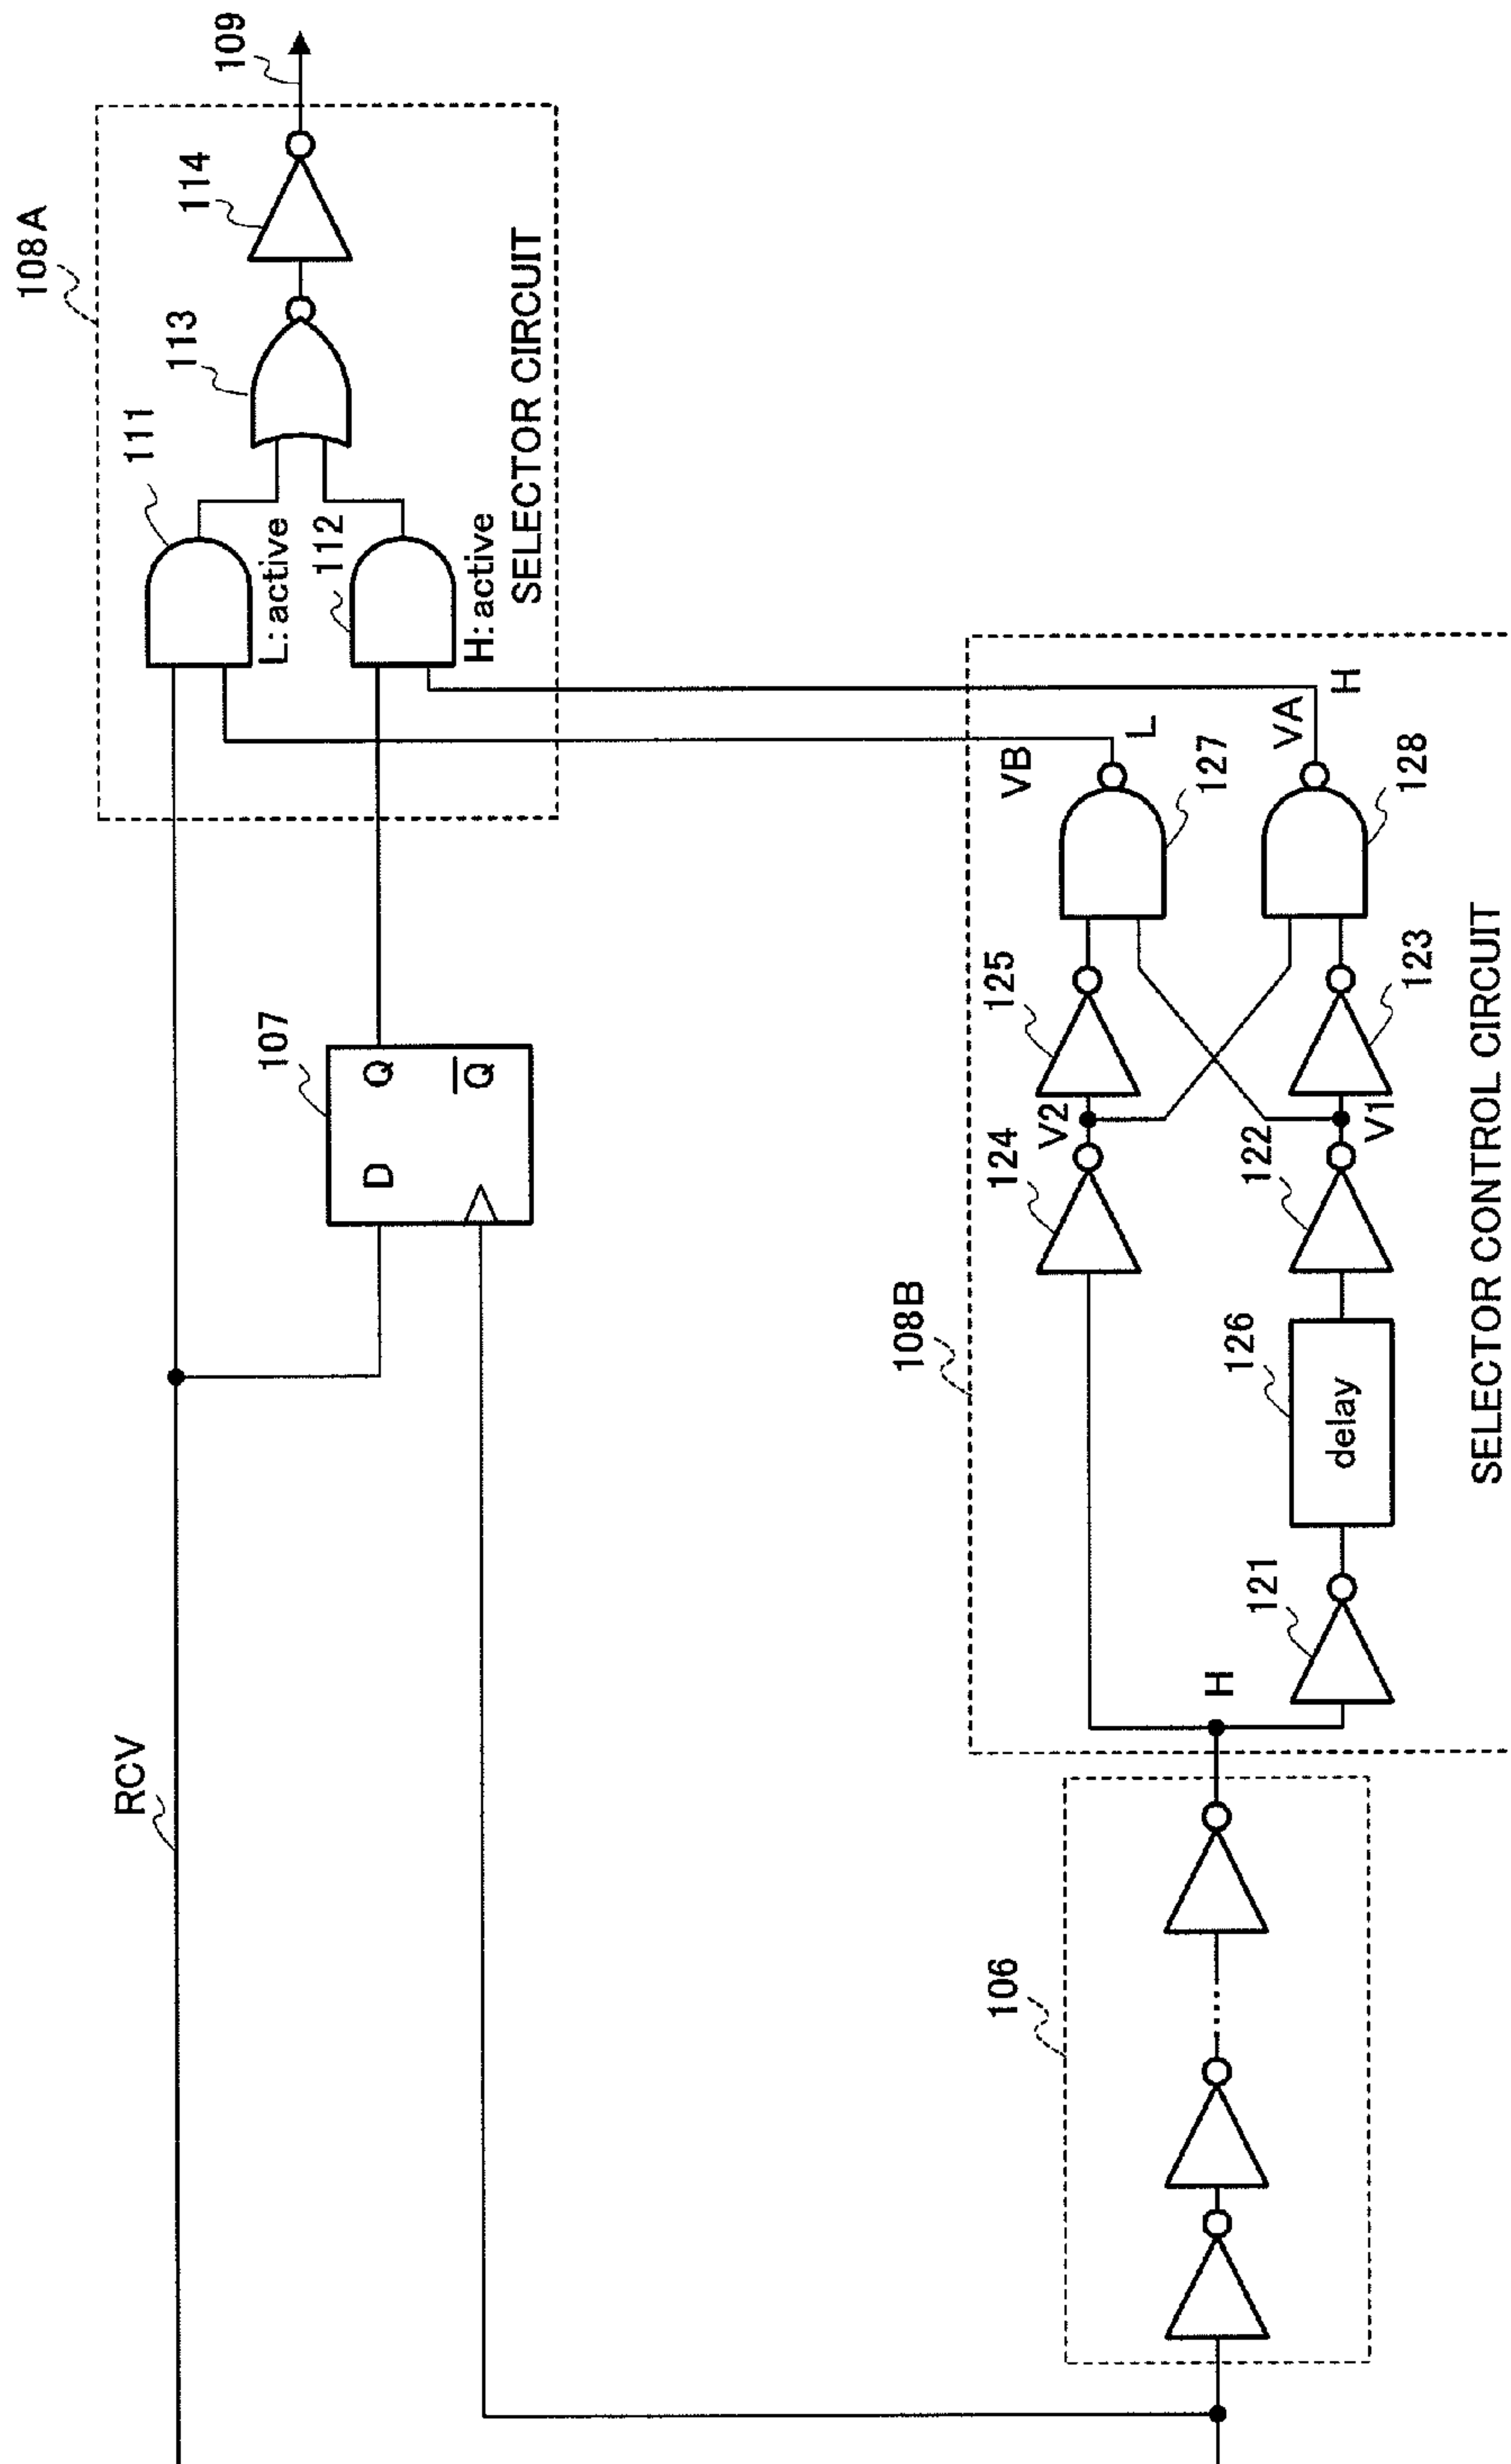 108A
109
114
113
111
L: active
112
H: active
SELECTOR CIRCUIT
107
D
Q
Q
RCV
108B
VB
L
VA
H
127
128
125
123
V2
V1
124
122
126
delay
121
H
SELECTOR CONTROL CIRCUIT
106